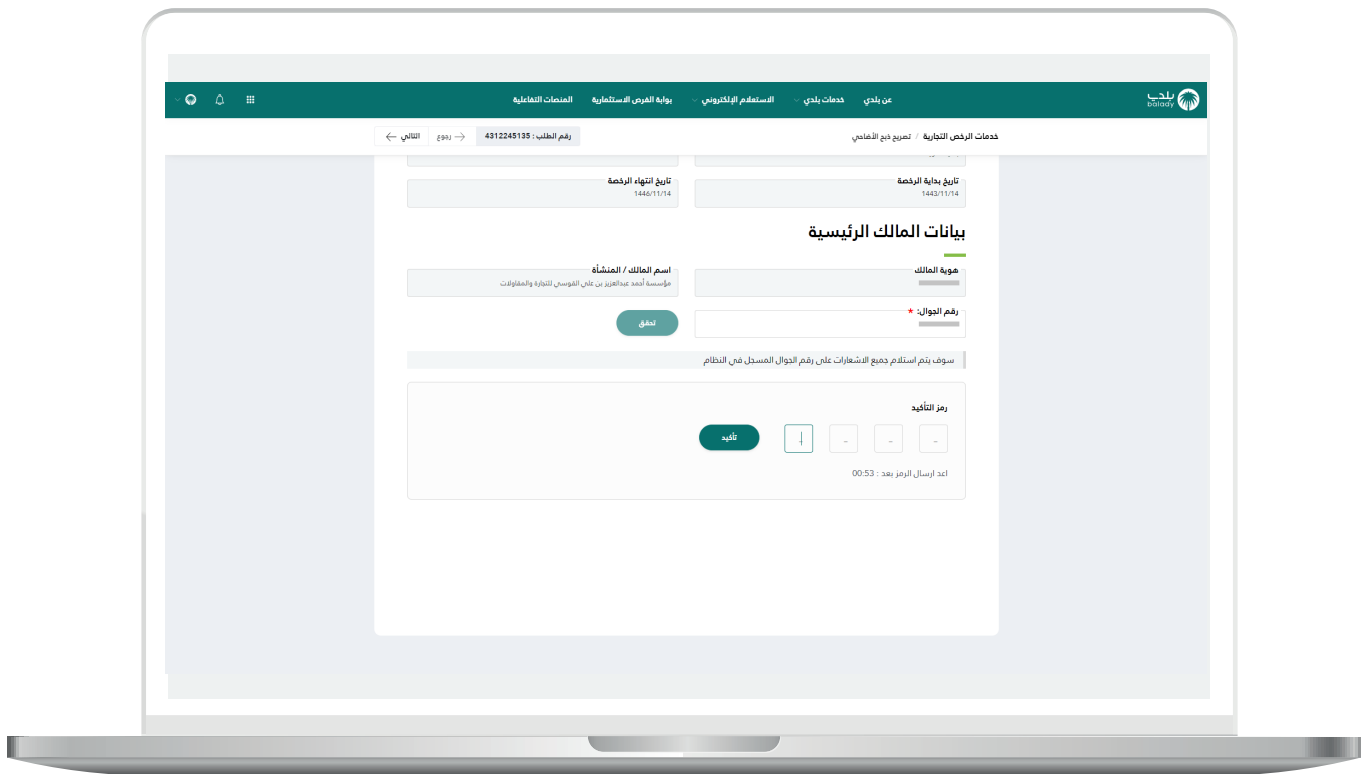 بلدي
balady
عن بلدي
خدمات بلدي
الاستعلام الإلكتروني
بوابة الفرص الاستثمارية
المنصات التفاعلية
خدمات الرخص التجارية / تصريح ذبح الأضاحي
رقم الطلب : 4312245135
رجوع
التالي
تاريخ بداية الرخصة
1443/11/14
تاريخ انتهاء الرخصة
1446/11/14
بيانات المالك الرئيسية
هوية المالك
اسم المالك / المنشأة
مؤسسة أحمد عبدالعزيز بن علي القوسي للتجارة والمقاولات
رقم الجوال: *
تحقق
سوف يتم استلام جميع الاشعارات على رقم الجوال المسجل في النظام
رمز التأكيد
تأكيد
اعد ارسال الرمز بعد : 00:53